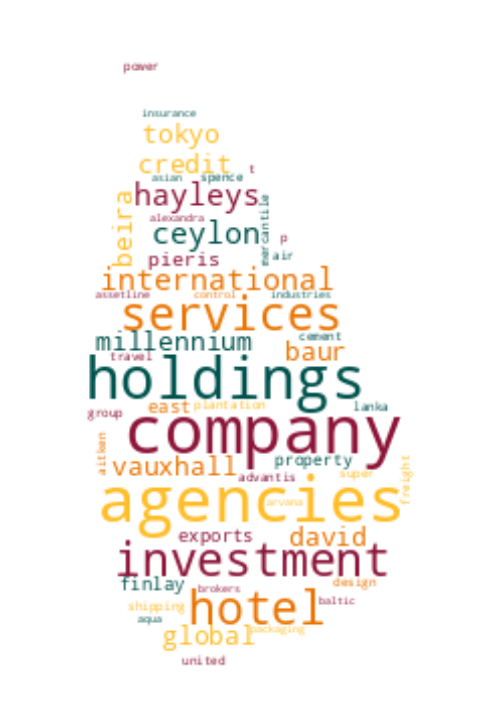 power
insurance
tokyo
credit
t
asian
spence
hayleys
beira
mercantile
alexandra
ceylon
p
pieris
air
international
assetline
control
industries
services
millennium
cement
baur
travel
holdings
east
plantation
lanka
group
company
aitken
vauxhall
property
advantis
super
freight
agencies
arvana
exports
david
investment
finlay
brokers
design
hotel
baltic
shipping
aqua
global
packaging
united